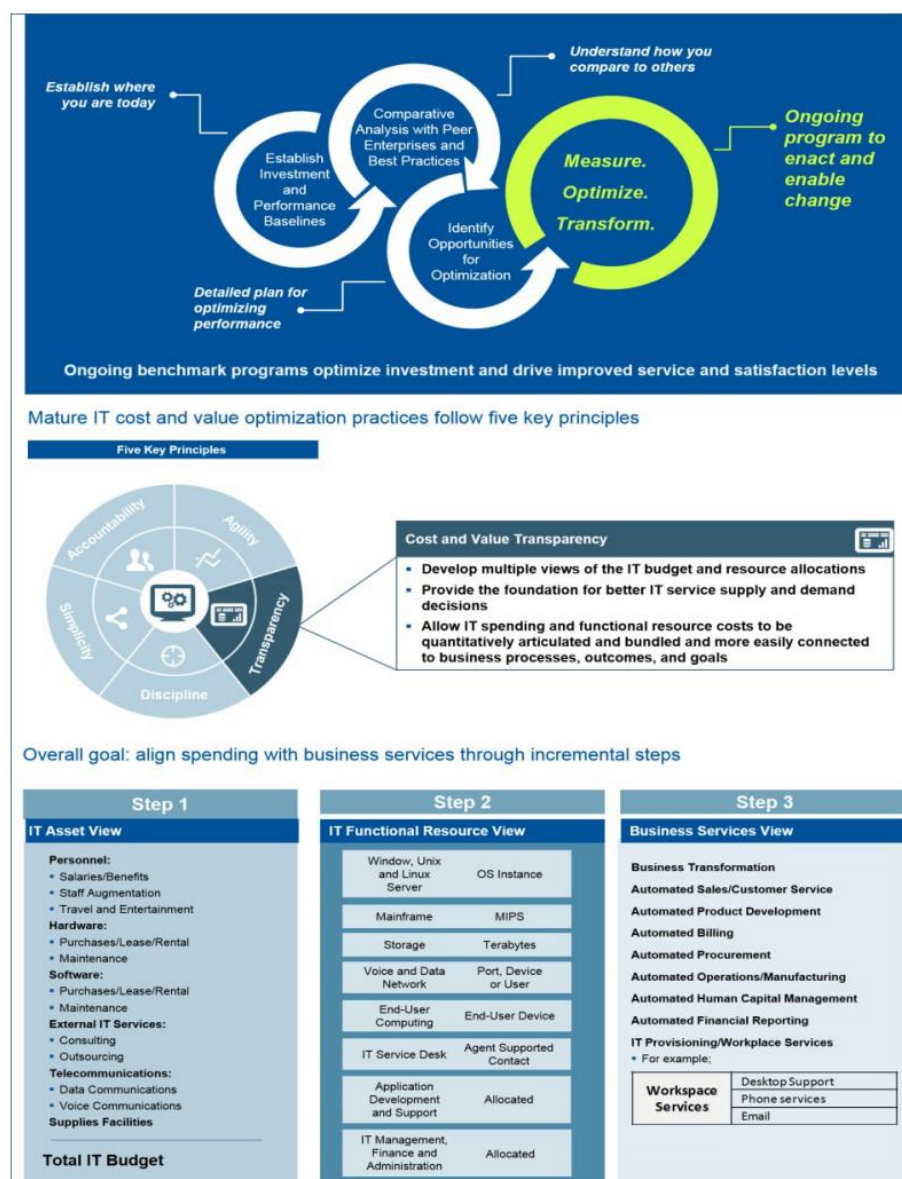 Establish where
you are today
Understand how you
compare to others
Establish
Investment
and
Performance
Baselines
Comparative
Analysis with Peer
Enterprises and
Best Practices
Identify
Opportunities
for
Optimization
Measure.
Optimize.
Transform.
Ongoing
program to
enact and
enable
change
Detailed plan for
optimizing
performance
Ongoing benchmark programs optimize investment and drive improved service and satisfaction levels
Mature IT cost and value optimization practices follow five key principles
Five Key Principles
Accountability
Agility
Transparency
Discipline
Simplicity
Cost and Value Transparency
▪ Develop multiple views of the IT budget and resource allocations
▪ Provide the foundation for better IT service supply and demand
decisions
▪ Allow IT spending and functional resource costs to be
quantitatively articulated and bundled and more easily connected
to business processes, outcomes, and goals
Overall goal: align spending with business services through incremental steps
Step 1
IT Asset View
Personnel:
• Salaries/Benefits
• Staff Augmentation
• Travel and Entertainment
Hardware:
• Purchases/Lease/Rental
• Maintenance
Software:
• Purchases/Lease/Rental
• Maintenance
External IT Services:
• Consulting
• Outsourcing
Telecommunications:
• Data Communications
• Voice Communications
Supplies Facilities
Total IT Budget
Step 2
IT Functional Resource View
Window, Unix
and Linux
Server
OS Instance
Mainframe
MIPS
Storage
Terabytes
Voice and Data
Network
Port, Device
or User
End-User
Computing
End-User Device
IT Service Desk
Agent Supported
Contact
Application
Development
and Support
Allocated
IT Management,
Finance and
Administration
Allocated
Step 3
Business Services View
Business Transformation
Automated Sales/Customer Service
Automated Product Development
Automated Billing
Automated Procurement
Automated Operations/Manufacturing
Automated Human Capital Management
Automated Financial Reporting
IT Provisioning/Workplace Services
• For example;
Workspace
Services
Desktop Support
Phone services
Email